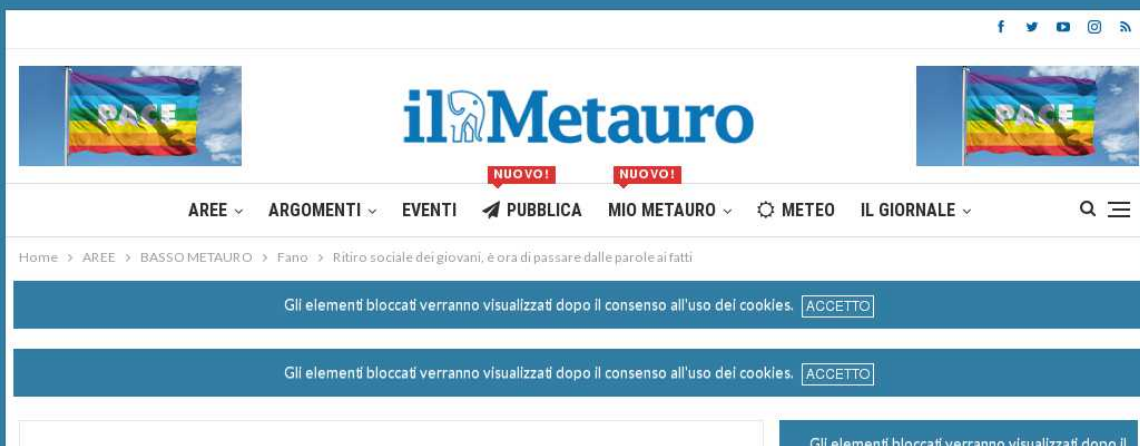 PACE
il Metauro
PACE
NUOVO! NUOVO!
AREE ARGOMENTI EVENTI PUBBLICA MIO METAURO METEO IL GIORNALE
Home > AREE > BASSO METAURO > Fano > Ritiro sociale dei giovani, è ora di passare dalle parole ai fatti
Gli elementi bloccati verranno visualizzati dopo il consenso all'uso dei cookies. ACCETTO
Gli elementi bloccati verranno visualizzati dopo il consenso all'uso dei cookies. ACCETTO
Gli elementi bloccati verranno visualizzati dopo il